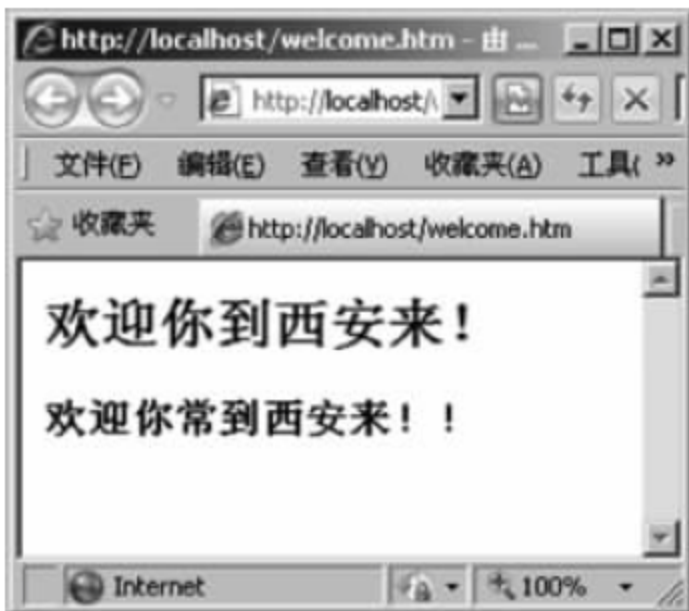 http://localhost/welcome.htm - 由 ...
http://localhost/\
文件(F) 编辑(E) 查看(V) 收藏夹(A) 工具( »
收藏夹 http://localhost/welcome.htm
欢迎你到西安来！
欢迎你常到西安来！！
Internet 100%